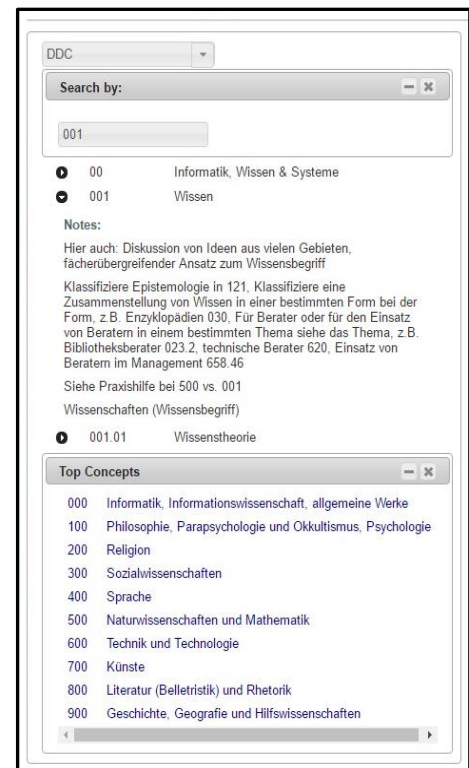 DDC
Search by:
001
00 Informatik, Wissen & Systeme
001 Wissen
Notes:
Hier auch: Diskussion von Ideen aus vielen Gebieten,
fächerübergreifender Ansatz zum Wissensbegriff
Klassifiziere Epistemologie in 121, Klassifiziere eine
Zusammenstellung von Wissen in einer bestimmten Form bei der
Form, z.B. Enzyklopädien 030, Für Berater oder für den Einsatz
von Beratern in einem bestimmten Thema siehe das Thema, z.B.
Bibliotheksberater 023.2, technische Berater 620, Einsatz von
Beratern im Management 658.46
Siehe Praxishilfe bei 500 vs. 001
Wissenschaften (Wissensbegriff)
001.01 Wissenstheorie
Top Concepts
000 Informatik, Informationswissenschaft, allgemeine Werke
100 Philosophie, Parapsychologie und Okkultismus, Psychologie
200 Religion
300 Sozialwissenschaften
400 Sprache
500 Naturwissenschaften und Mathematik
600 Technik und Technologie
700 Künste
800 Literatur (Belletristik) und Rhetorik
900 Geschichte, Geografie und Hilfswissenschaften